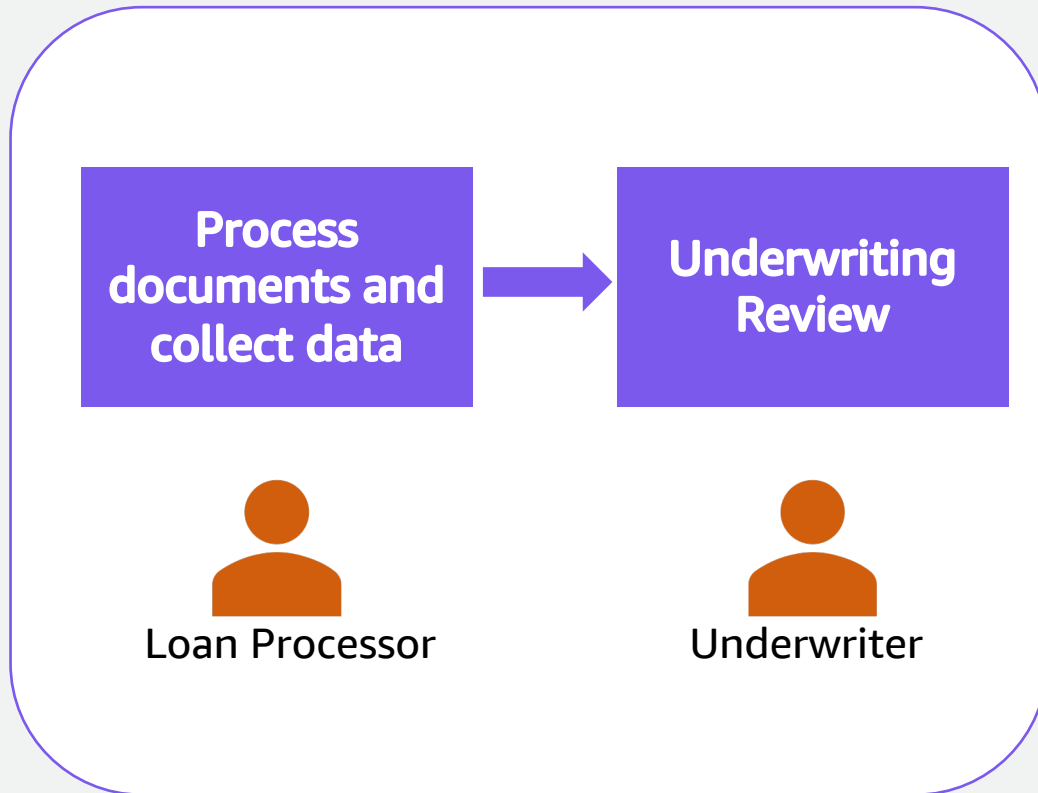 Process
documents and
collect data
Underwriting
Review
Loan Processor
Underwriter